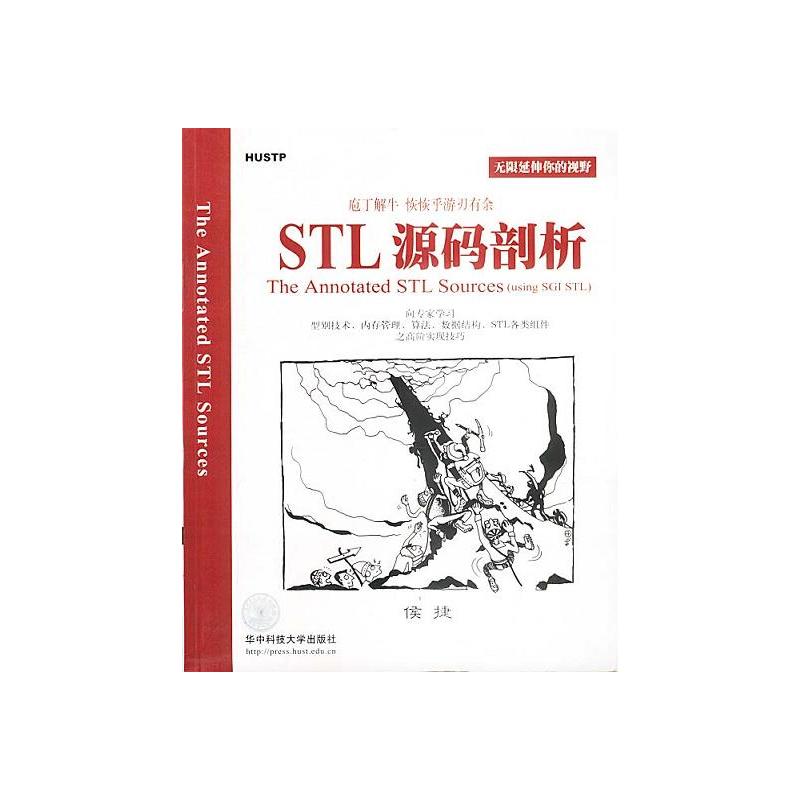 HUSTP
无限延伸你的视野
庖丁解牛 恢恢乎游刃有余
STL 源码剖析
The Annotated STL Sources (using SGI STL)
向专家学习
型别技术、内存管理、算法、数据结构、STL各类组件
之高阶实现技巧
侯 捷
华中科技大学出版社
http://press.hust.edu.cn
The Annotated STL Sources